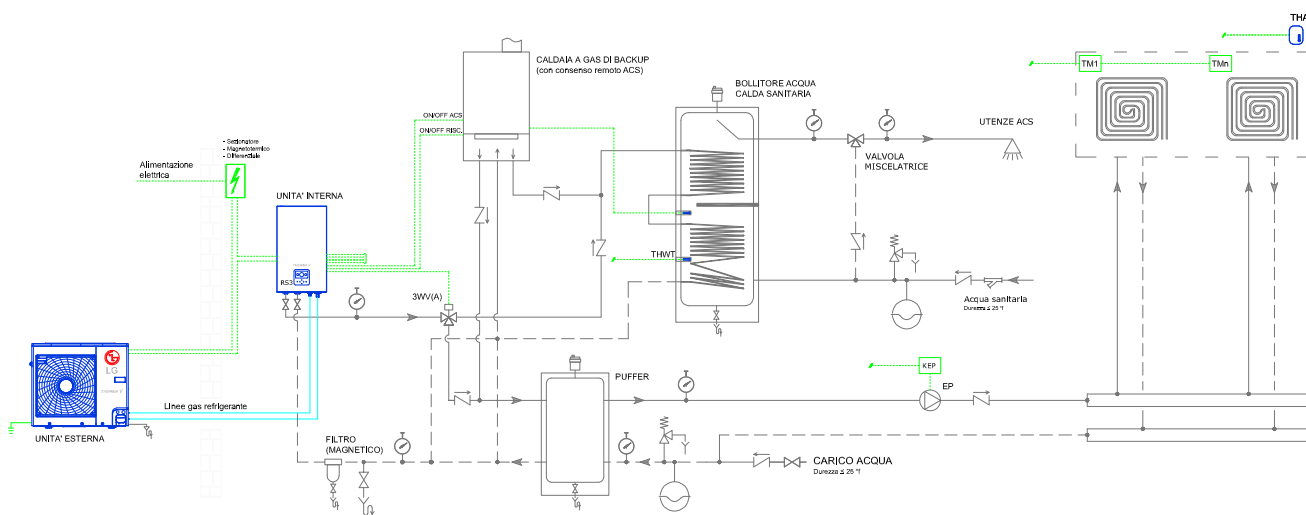 THA
CALDAIA A GAS DI BACKUP
(con consenso remoto ACS)
TM1
TMn
BOLLITORE ACQUA
CALDA SANITARIA
ON/OFF ACS
ON/OFF RISC.
UTENZE ACS
- Sezionatore
- Magnetotermico
- Differenziale
VALVOLA
MISCELATRICE
Alimentazione
elettrica
UNITA' INTERNA
THWT
RS3
3WV(A)
Acqua sanitaria
Durezza ≤ 25 °f
LG
PUFFER
KEP
EP
Linee gas refrigerante
UNITA' ESTERNA
FILTRO
(MAGNETICO)
CARICO ACQUA
Durezza ≤ 25 °f